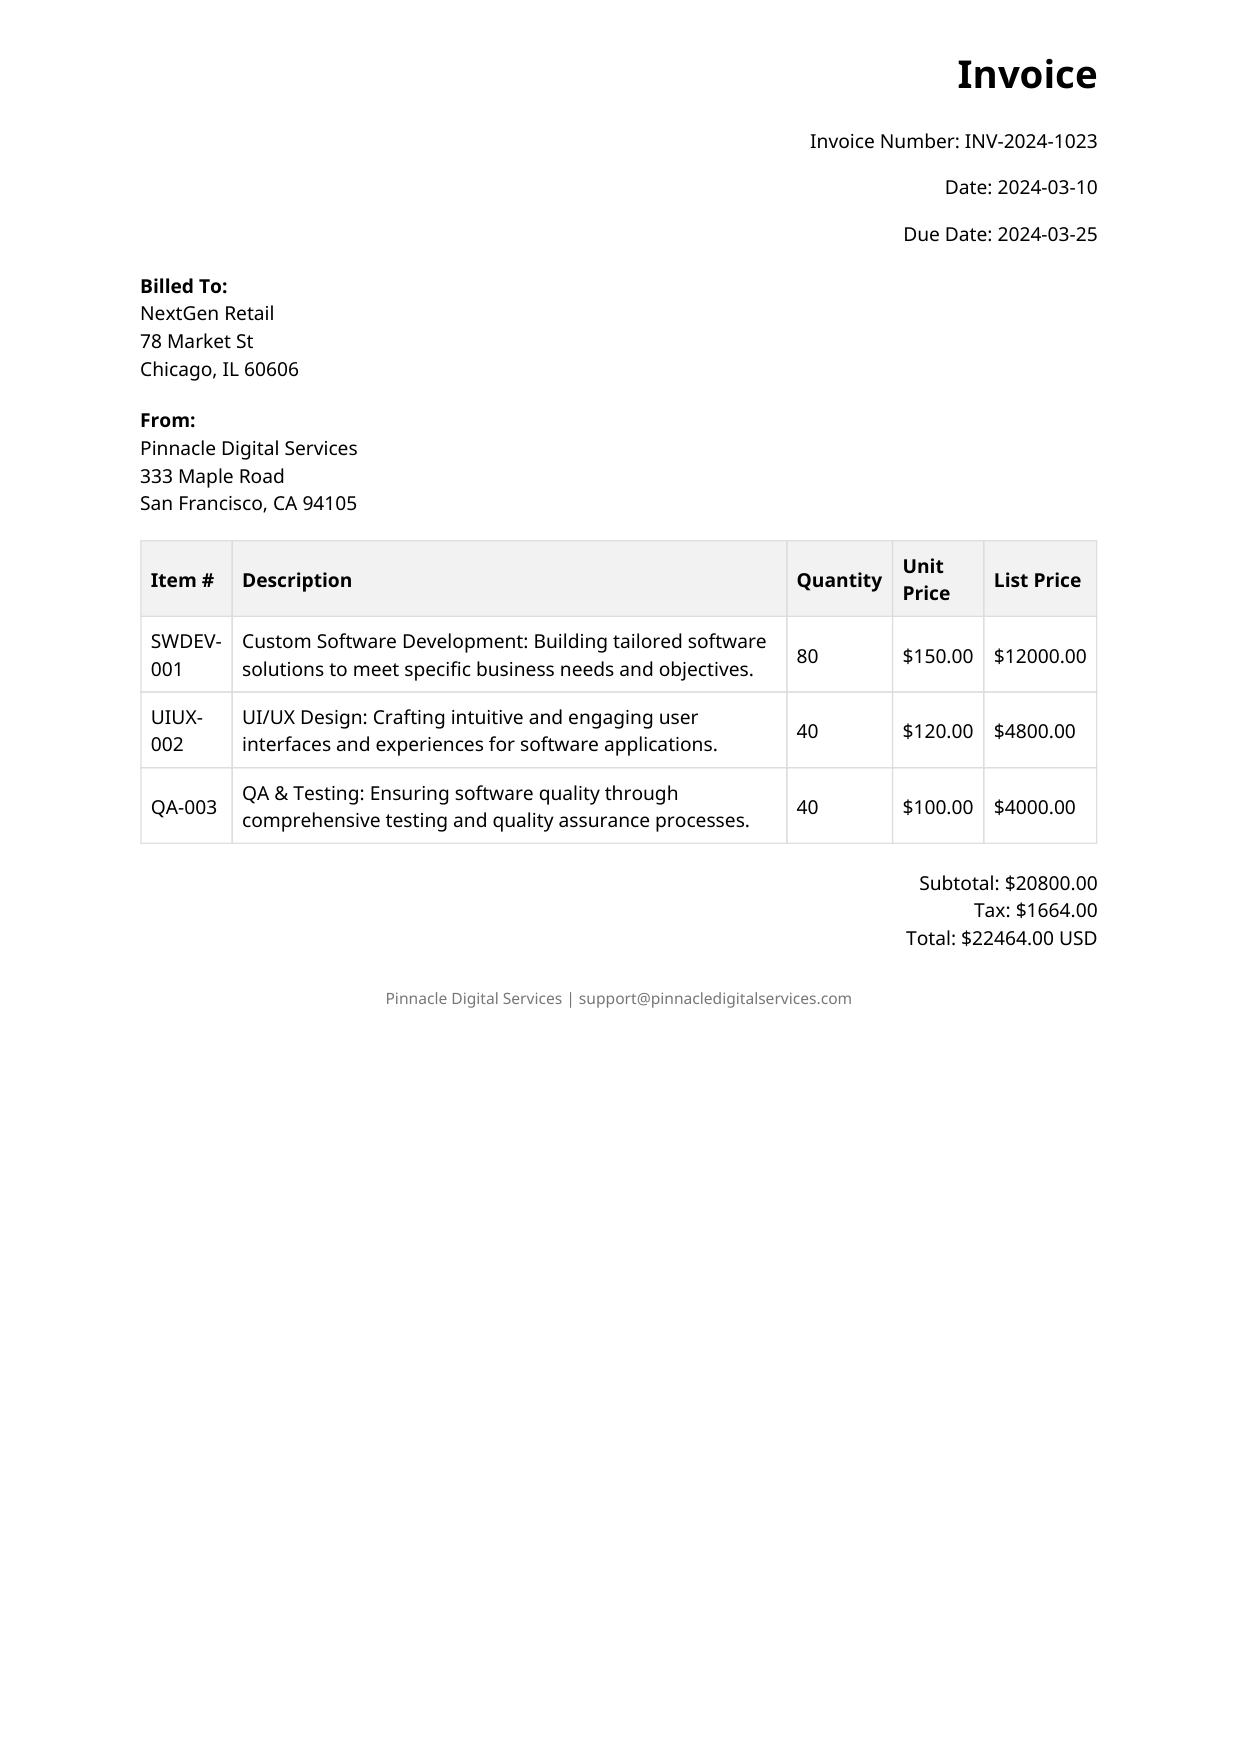 Invoice
Invoice Number: INV-2024-1023
Date: 2024-03-10
Due Date: 2024-03-25
Billed To:
NextGen Retail
78 Market St
Chicago, IL 60606
From:
Pinnacle Digital Services
333 Maple Road
San Francisco, CA 94105
Item # Description Quantity Unit Price List Price
SWDEV-001 Custom Software Development: Building tailored software solutions to meet specific business needs and objectives. 80 $150.00 $12000.00
UIUX-002 UI/UX Design: Crafting intuitive and engaging user interfaces and experiences for software applications. 40 $120.00 $4800.00
QA-003 QA & Testing: Ensuring software quality through comprehensive testing and quality assurance processes. 40 $100.00 $4000.00
Subtotal: $20800.00
Tax: $1664.00
Total: $22464.00 USD
Pinnacle Digital Services | support@pinnacledigitalservices.com